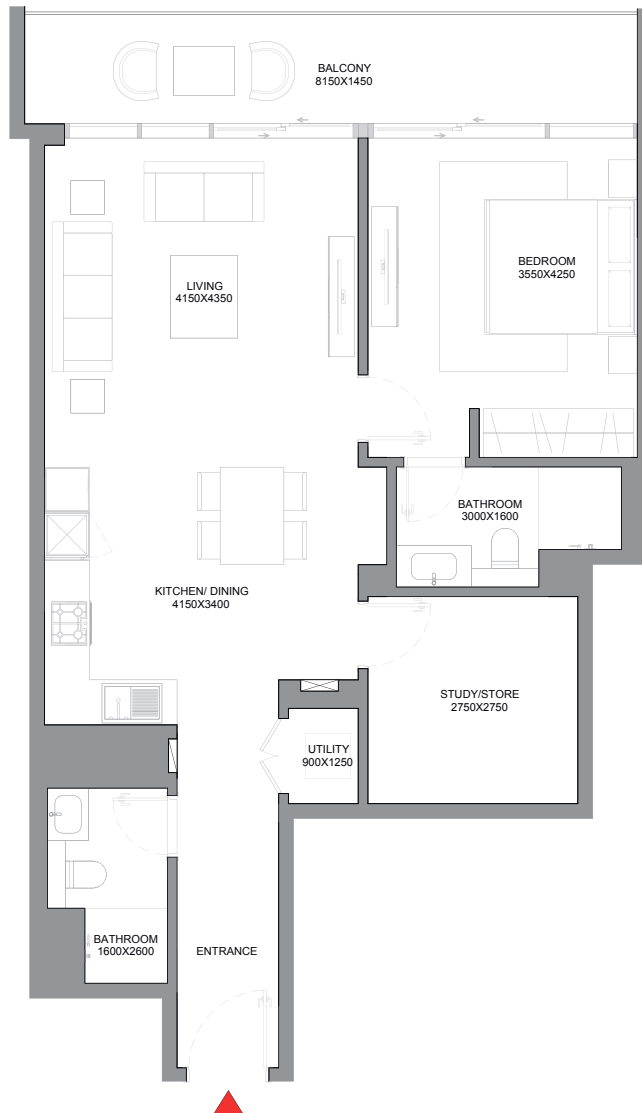 BALCONY
8150X1450
LIVING
4150X4350
BEDROOM
3550X4250
BATHROOM
3000X1600
KITCHEN/ DINING
4150X3400
STUDY/STORE
2750X2750
UTILITY
900X1250
BATHROOM
1600X2600
ENTRANCE